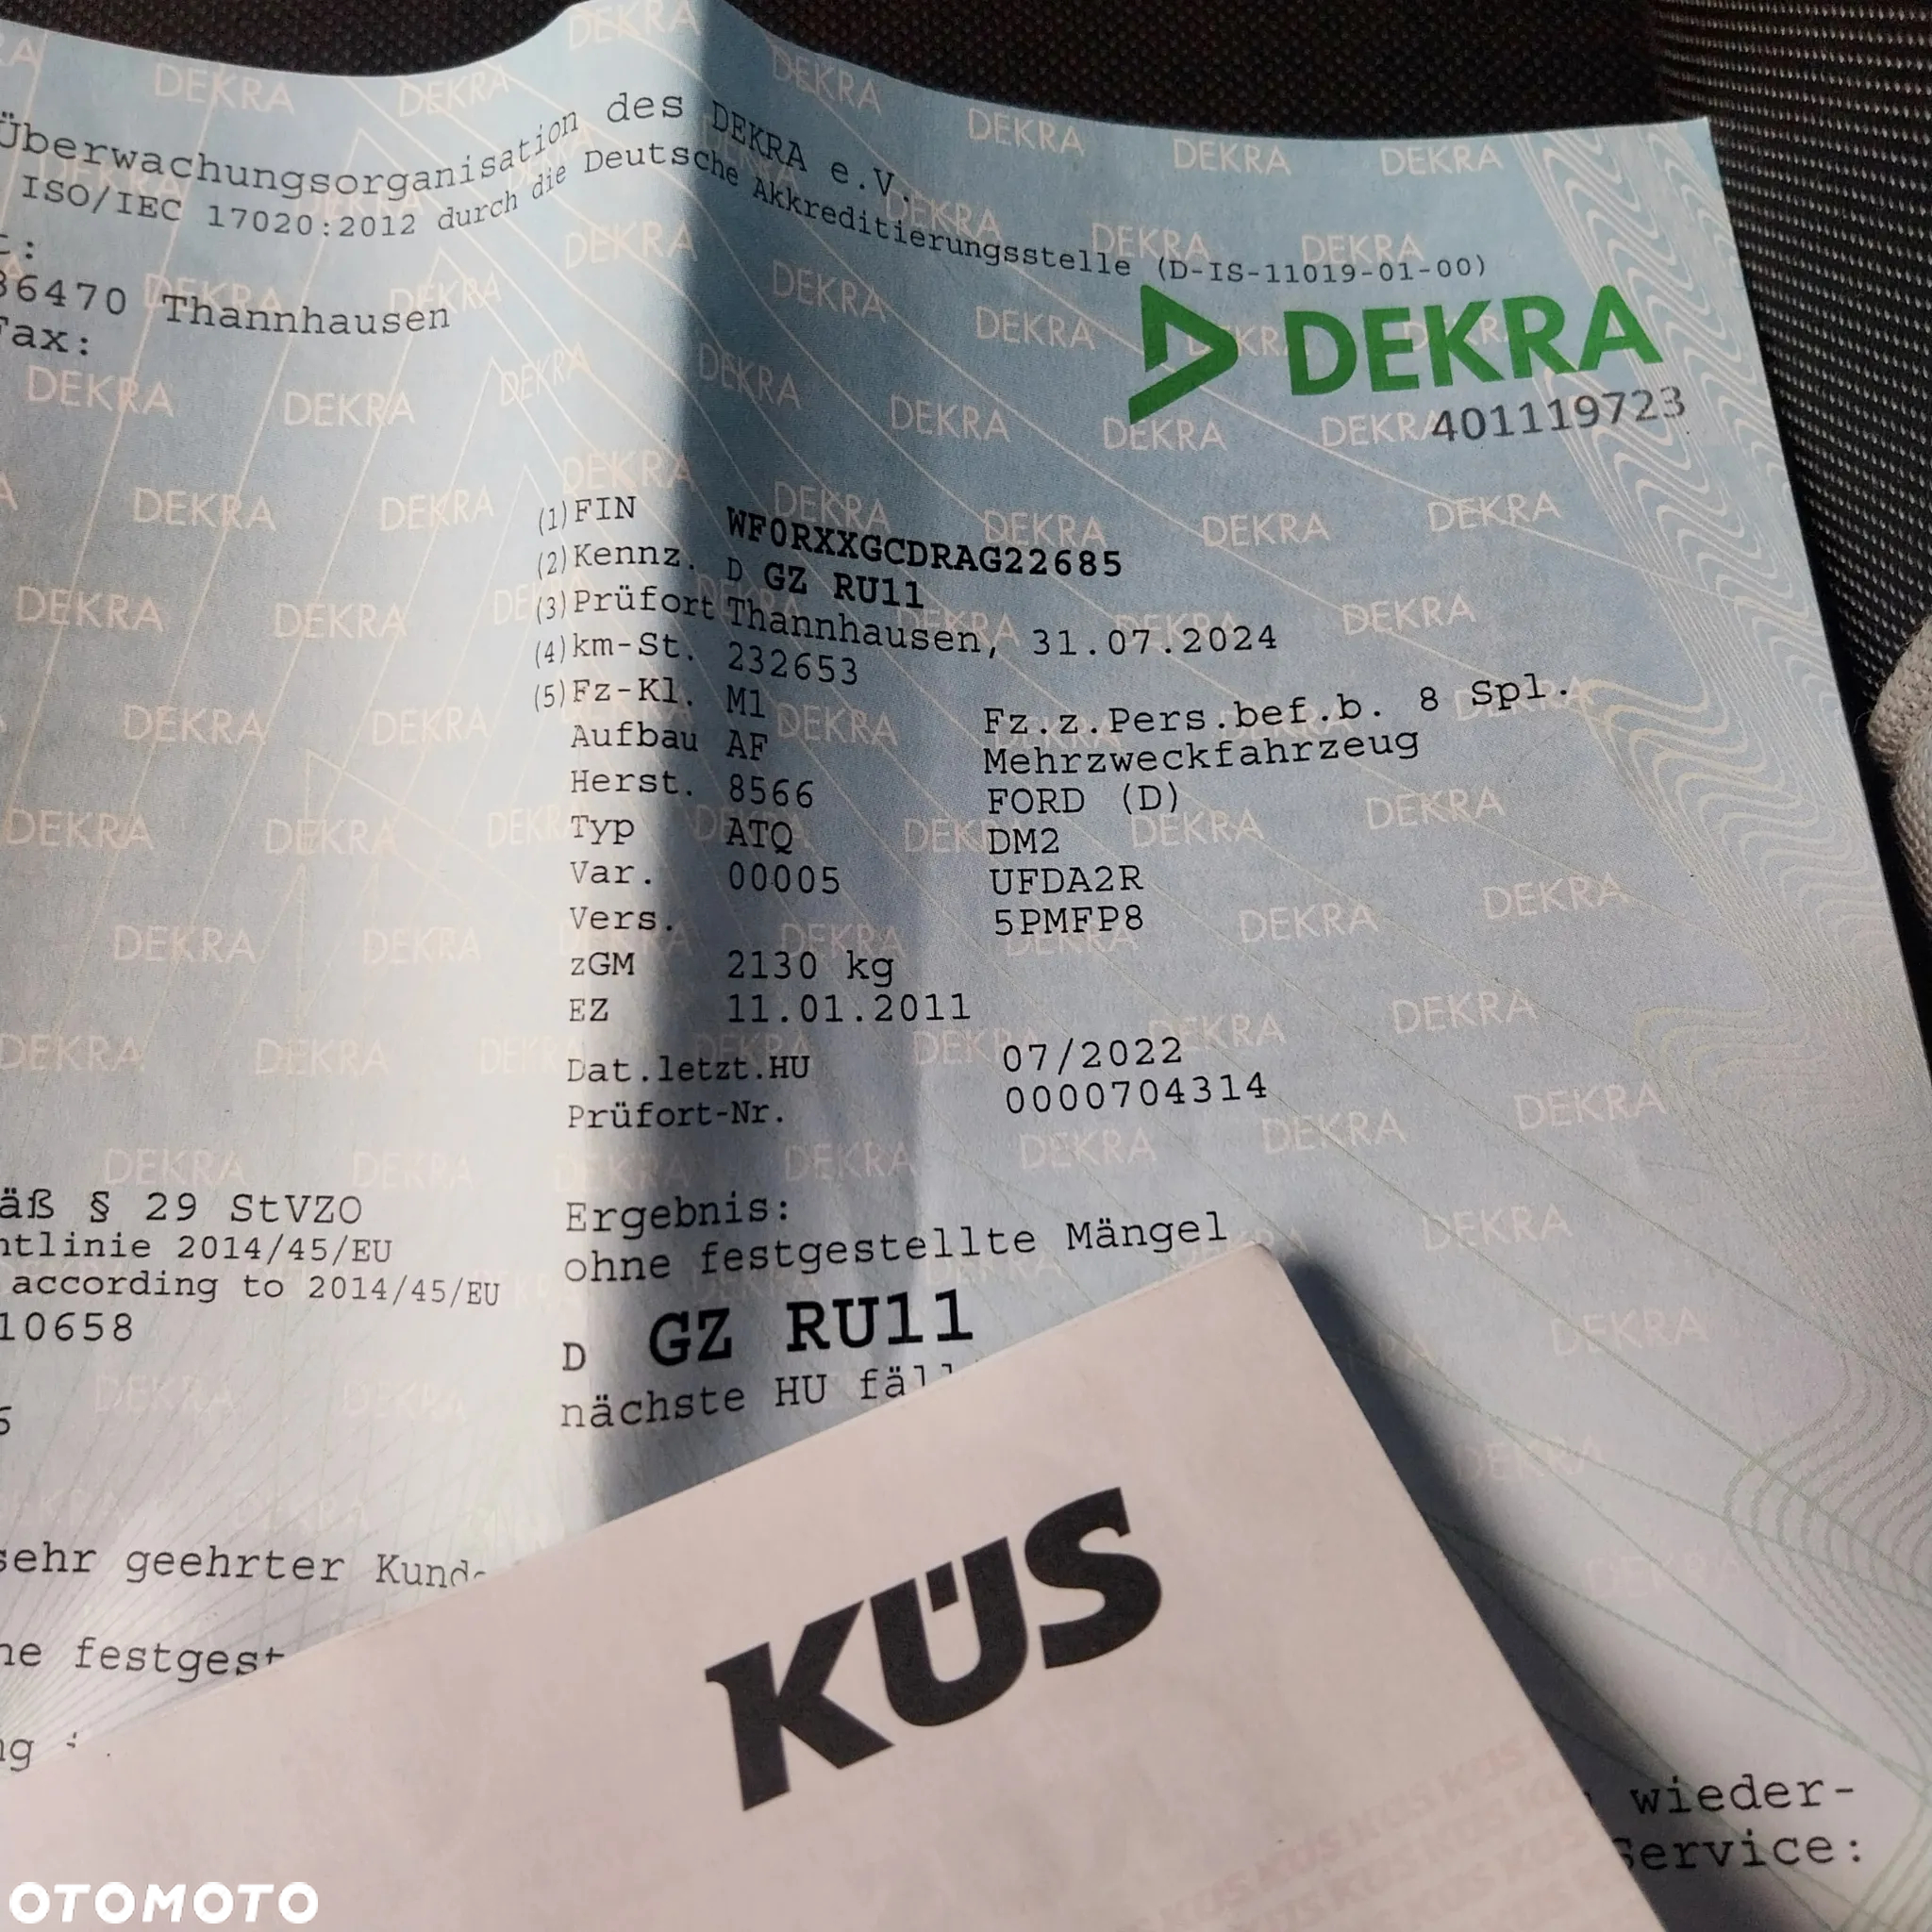 Überwachungsorganisation des DEKRA e.V.
ISO/IEC 17020:2012 durch die Deutsche Akkreditierungsstelle (D-IS-11019-01-00)
86470 Thannhausen
Fax:
DEKRA
401119723
(1) FIN WF0RXXGCDRAG22685
(2) Kennz. D GZ RU11
(3) Prüfort Thannhausen, 31.07.2024
(4) km-St. 232653
(5) Fz-Kl. M1 Fz.z.Pers.bef.b. 8 Spl.
Aufbau AF Mehrzweckfahrzeug
Herst. 8566 FORD (D)
Typ ATQ DM2
Var. 00005 UFDA2R
Vers. 5PMFP8
zGM 2130 kg
EZ 11.01.2011
Dat.letzt.HU 07/2022
Prüfort-Nr. 0000704314
äß § 29 StVZO
ntlinie 2014/45/EU
according to 2014/45/EU
10658
Ergebnis:
ohne festgestellte Mängel
D GZ RU11
nächste HU fäll
sehr geehrter Kunde
ne festgest
ng
KÜS
wieder-
Service:
OTOMOTO